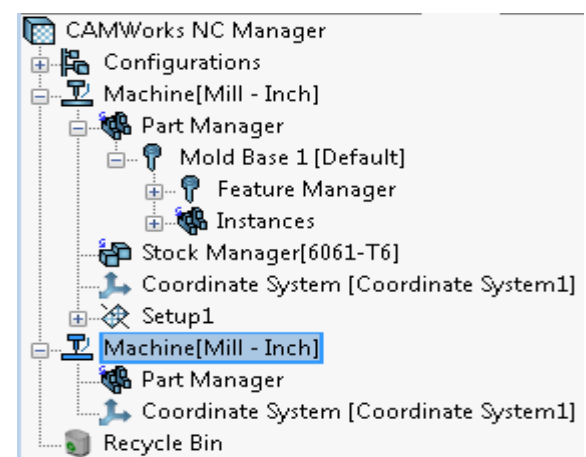 CAMWorks NC Manager
Configurations
Machine[Mill - Inch]
Part Manager
Mold Base 1 [Default]
Feature Manager
Instances
Stock Manager[6061-T6]
Coordinate System [Coordinate System1]
Setup1
Machine[Mill - Inch]
Part Manager
Coordinate System [Coordinate System1]
Recycle Bin